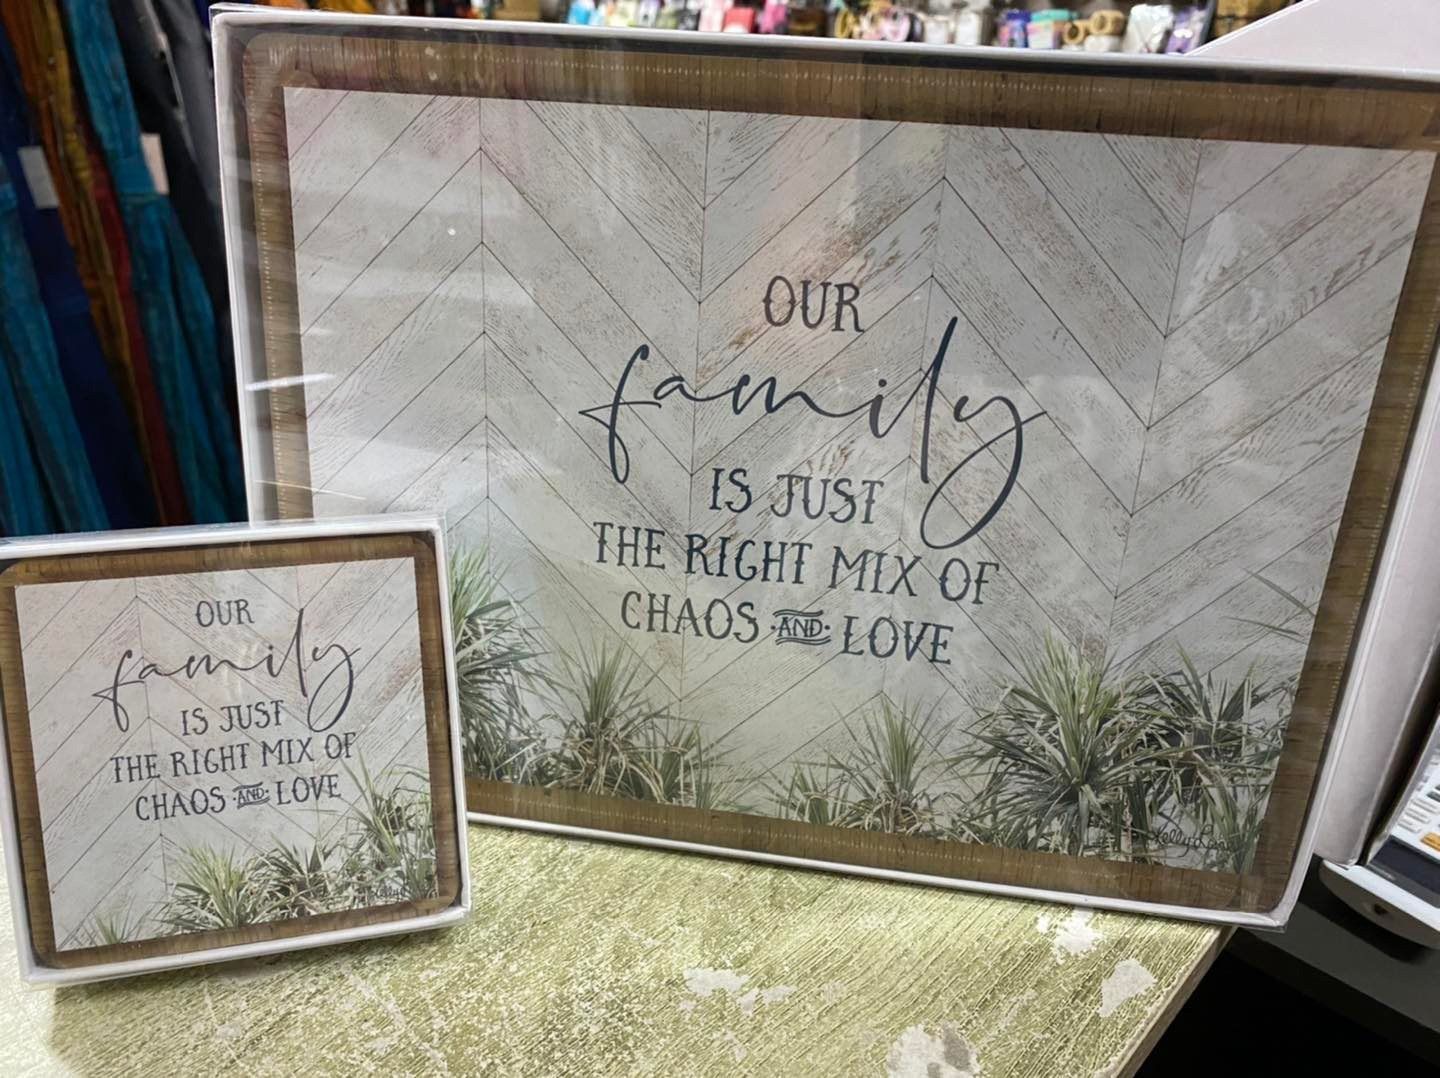 OUR
family
IS JUST
THE RIGHT MIX OF
CHAOS ·AND· LOVE
OUR
family
IS JUST
THE RIGHT MIX OF
CHAOS ·AND· LOVE